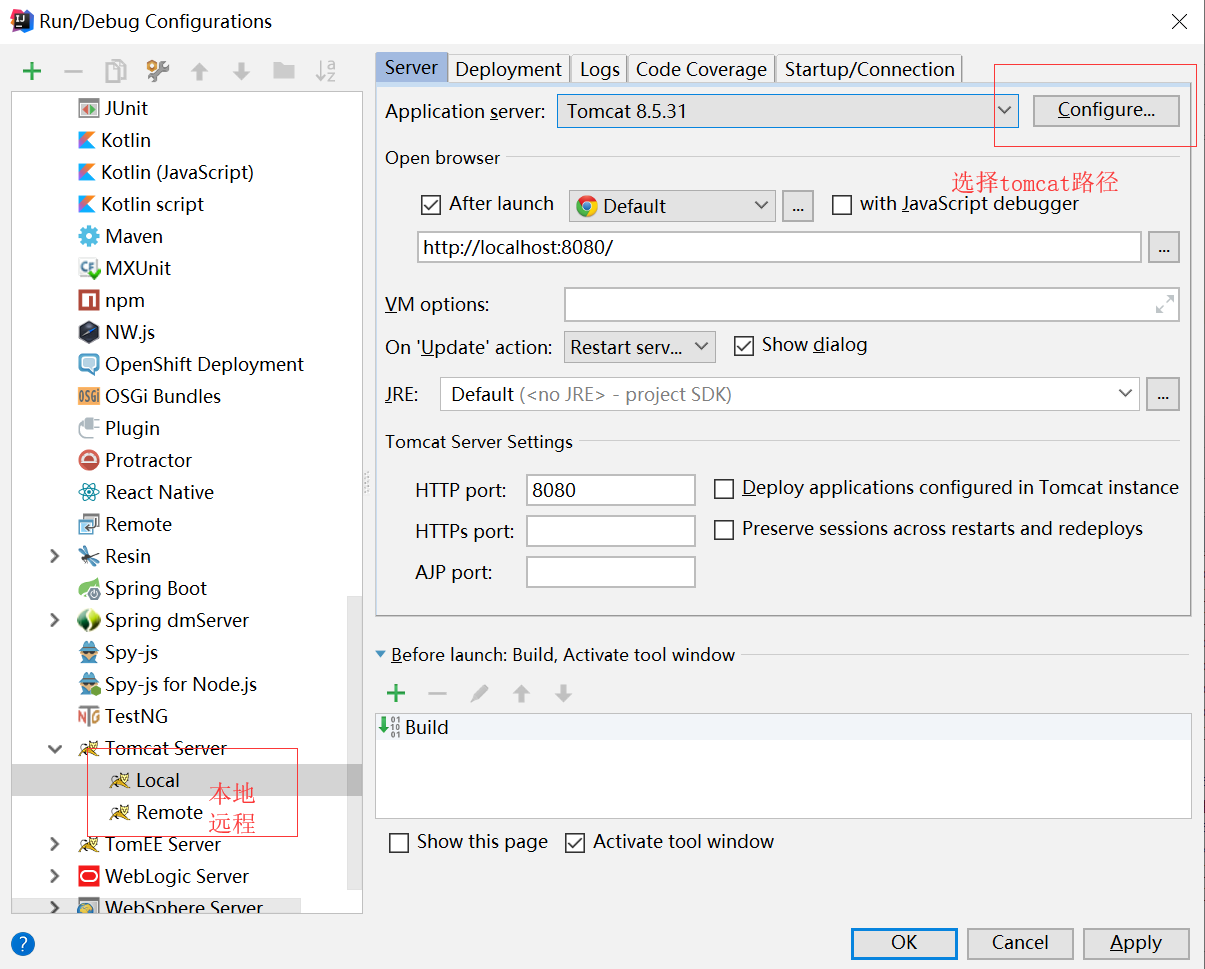 Run/Debug Configurations
JUnit
Kotlin
Kotlin (JavaScript)
Kotlin script
Maven
MXUnit
npm
NW.js
OpenShift Deployment
OSGi Bundles
Plugin
Protractor
React Native
Remote
Resin
Spring Boot
Spring dmServer
Spy-js
Spy-js for Node.js
TestNG
Tomcat Server
Local
本地
Remote
远程
TomEE Server
WebLogic Server
WebSphere Server
Server Deployment Logs Code Coverage Startup/Connection
Application server: Tomcat 8.5.31 Configure...
Open browser
选择tomcat路径
After launch Default ... with JavaScript debugger
http://localhost:8080/ ...
VM options:
On 'Update' action: Restart serv... Show dialog
JRE: Default (<no JRE> - project SDK) ...
Tomcat Server Settings
HTTP port: 8080 Deploy applications configured in Tomcat instance
HTTPs port: Preserve sessions across restarts and redeploys
AJP port:
Before launch: Build, Activate tool window
Build
Show this page Activate tool window
? OK Cancel Apply